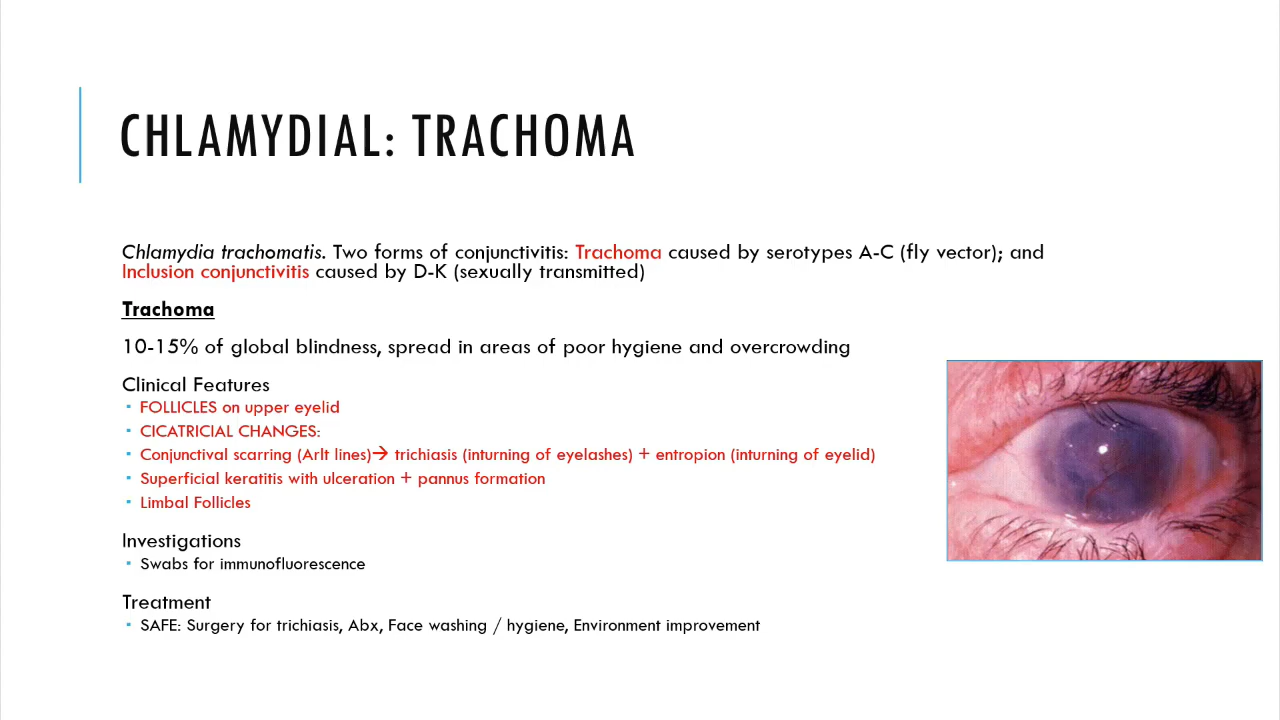 CHLAMYDIAL: TRACHOMA
Chlamydia trachomatis. Two forms of conjunctivitis: Trachoma caused by serotypes A-C (fly vector); and
Inclusion conjunctivitis caused by D-K (sexually transmitted)
Trachoma
10-15% of global blindness, spread in areas of poor hygiene and overcrowding
Clinical Features
▪ FOLLICLES on upper eyelid
▪ CICATRICIAL CHANGES:
▪ Conjunctival scarring (Arlt lines)→ trichiasis (inturning of eyelashes) + entropion (inturning of eyelid)
▪ Superficial keratitis with ulceration + pannus formation
▪ Limbal Follicles
Investigations
▪ Swabs for immunofluorescence
Treatment
▪ SAFE: Surgery for trichiasis, Abx, Face washing / hygiene, Environment improvement